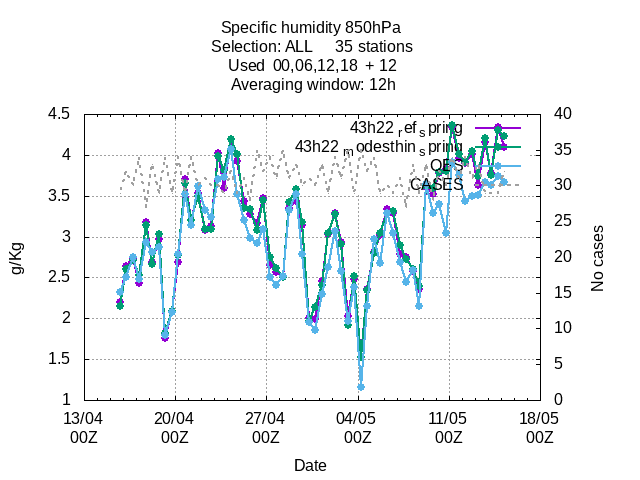 Specific humidity 850hPa
Selection: ALL 35 stations
Used 00,06,12,18 + 12
Averaging window: 12h
43h22_ref_spring
43h22_modesthin_spring
OBS
CASES
4.5
4
3.5
3
2.5
2
1.5
1
40
35
30
25
20
15
10
5
0
g/Kg
No cases
13/04 20/04 27/04 04/05 11/05 18/05
00Z 00Z 00Z 00Z 00Z 00Z
Date